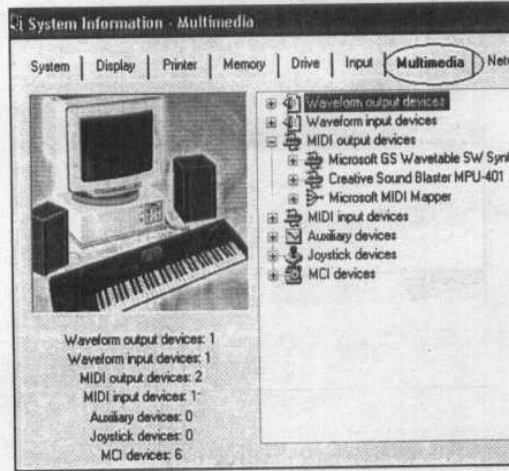 System Information - Multimedia
System | Display | Printer | Memory | Drive | Input | Multimedia
Waveform output devices
Waveform input devices
MIDI output devices
Microsoft GS Wavetable SW Synt
Creative Sound Blaster MPU-401
Microsoft MIDI Mapper
MIDI input devices
Auxiliary devices
Joystick devices
MCI devices
Waveform output devices: 1
Waveform input devices: 1
MIDI output devices: 2
MIDI input devices: 1
Auxiliary devices: 0
Joystick devices: 0
MCI devices: 6